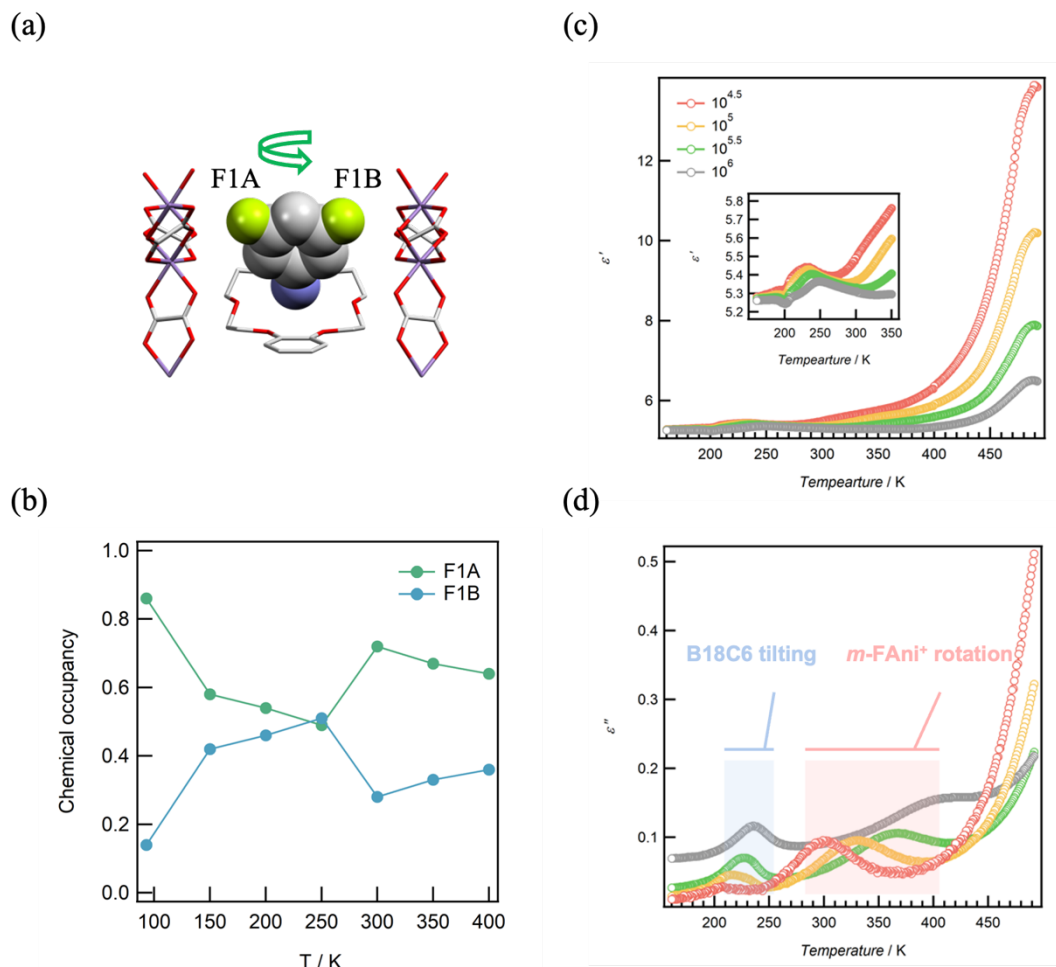 (a)
F1A
F1B
(b)
1.0
0.8
0.6
0.4
0.2
0.0
Chemical occupancy
F1A
F1B
100 150 200 250 300 350 400
T / K
(c)
12
10
8
6
ε'
10^4.5
10^5
10^5.5
10^6
5.8
5.7
5.6
5.5
5.4
5.3
5.2
ε'
200 250 300 350
Tempearture / K
200 250 300 350 400 450
Tempearture / K
(d)
0.5
0.4
0.3
0.2
0.1
ε"
B18C6 tilting
m-FAni⁺ rotation
200 250 300 350 400 450
Temperature / K